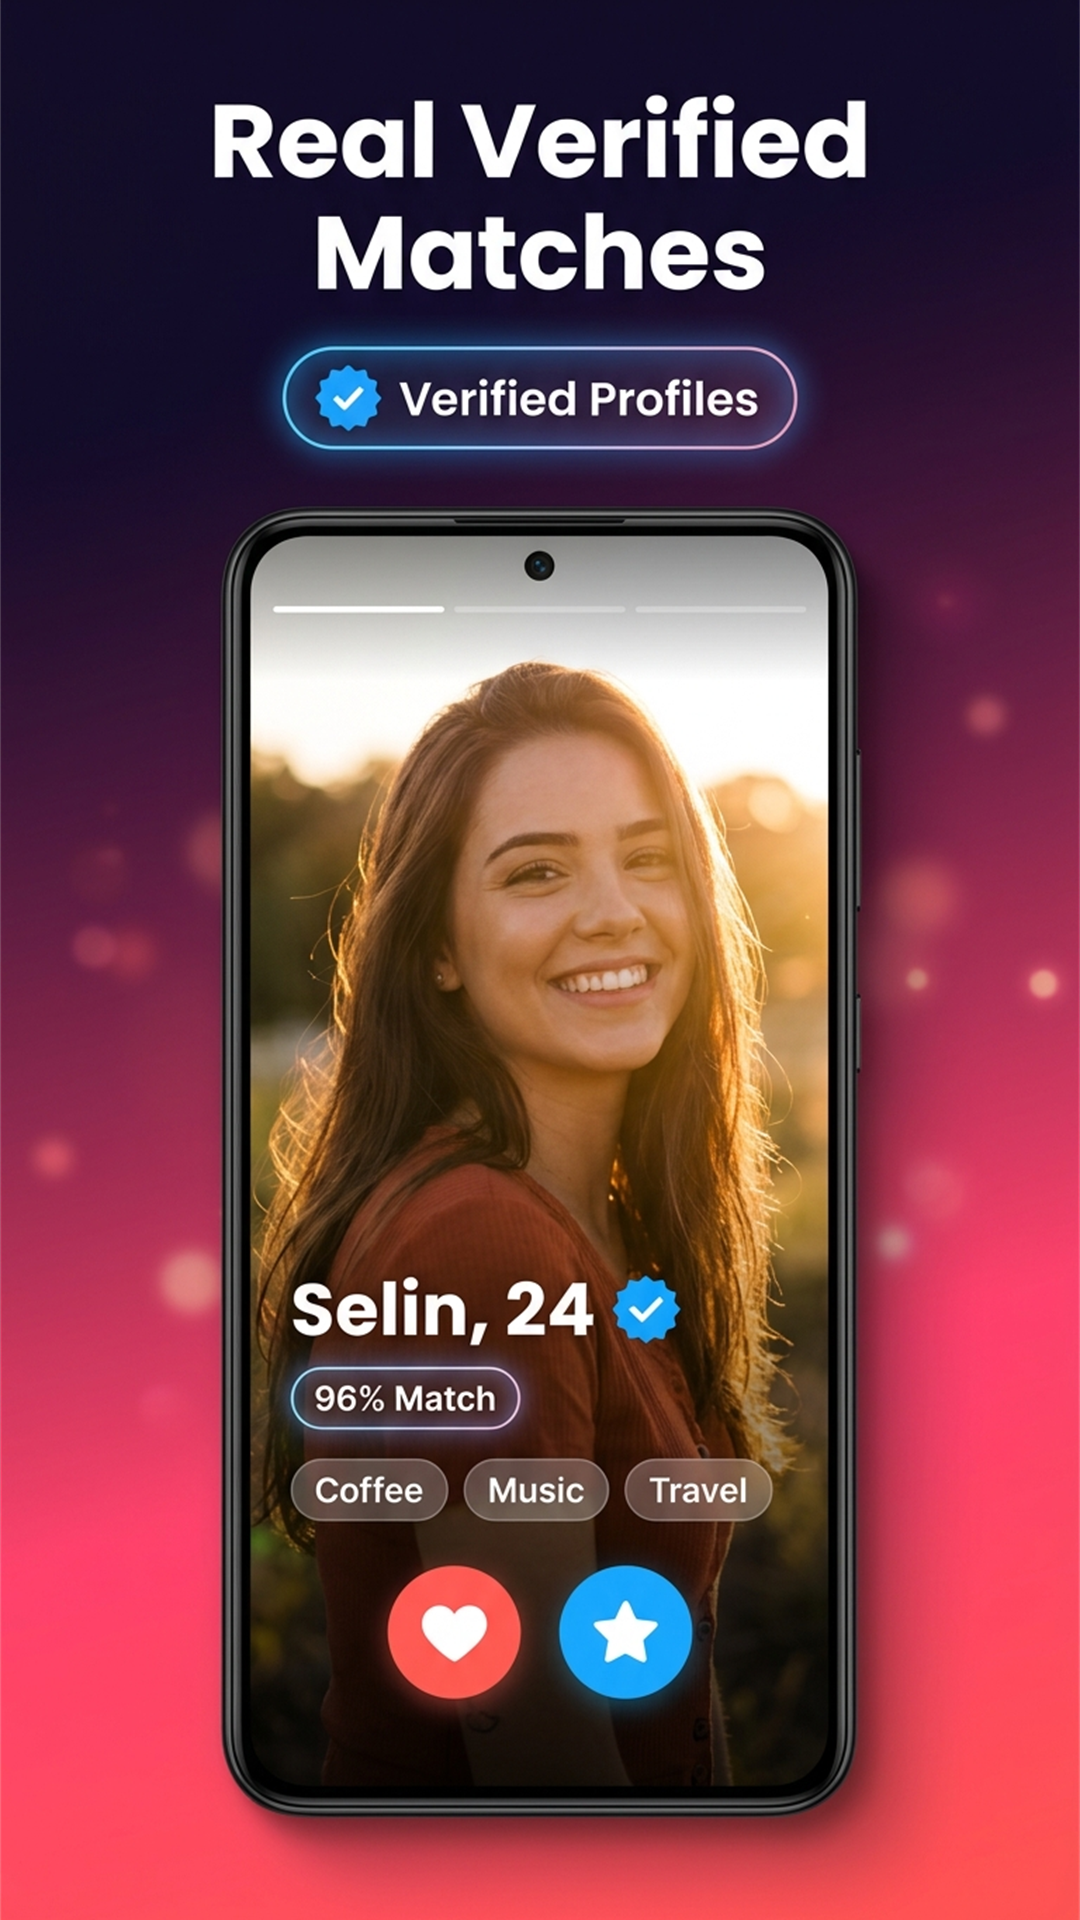 Real Verified
Matches
Verified Profiles
Selin, 24
96% Match
Coffee Music Travel